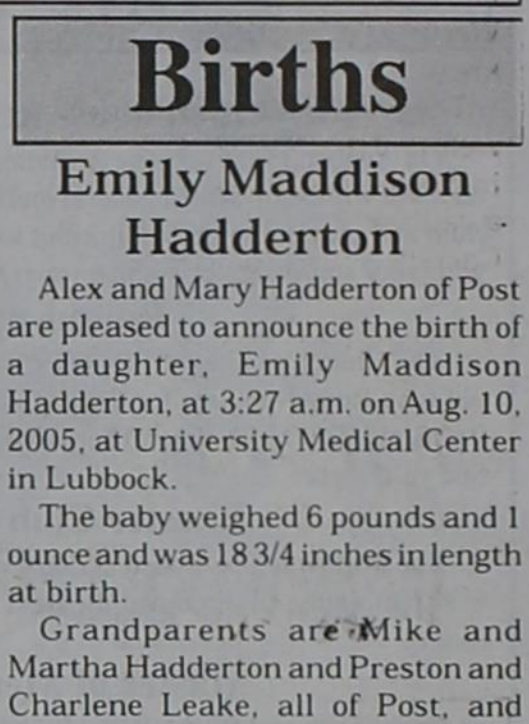 Births
Emily Maddison
Hadderton
Alex and Mary Hadderton of Post
are pleased to announce the birth of
a daughter, Emily Maddison
Hadderton, at 3:27 a.m. on Aug. 10,
2005, at University Medical Center
in Lubbock.
The baby weighed 6 pounds and 1
ounce and was 18 3/4 inches in length
at birth.
Grandparents are Mike and
Martha Hadderton and Preston and
Charlene Leake, all of Post, and